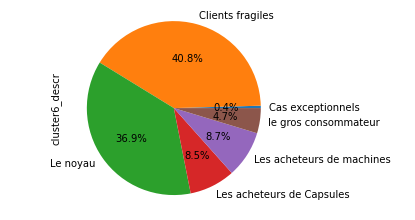 Clients fragiles
40.8%
cluster6_descr
0.4%
Cas exceptionnels
4.7%
le gros consommateur
36.9%
8.7%
8.5%
Les acheteurs de machines
Le noyau
Les acheteurs de Capsules